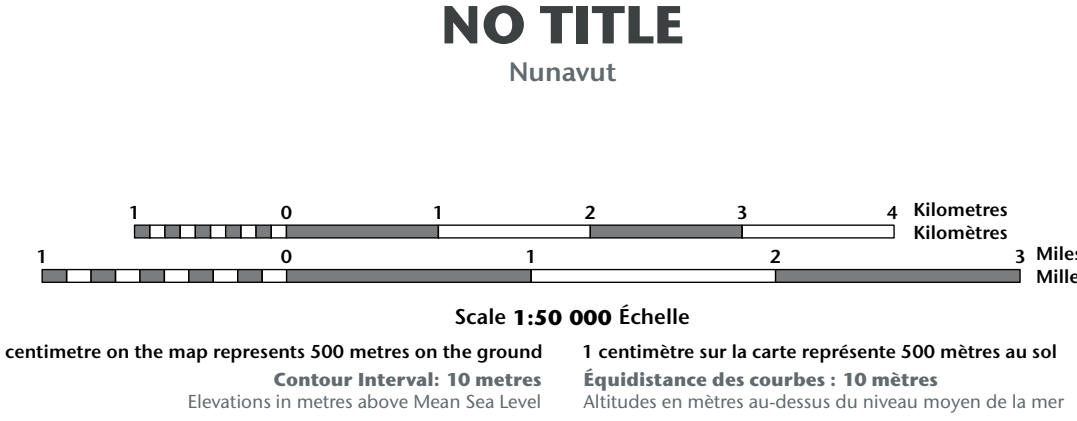 NO TITLE
Nunavut
1 0 1 2 3 4 Kilometres
Kilomètres
1 0 1 2 3 Miles
Mille
Scale 1:50 000 Échelle
centimetre on the map represents 500 metres on the ground
1 centimètre sur la carte représente 500 mètres au sol
Contour Interval: 10 metres
Équidistance des courbes : 10 mètres
Elevations in metres above Mean Sea Level
Altitudes en mètres au-dessus du niveau moyen de la mer